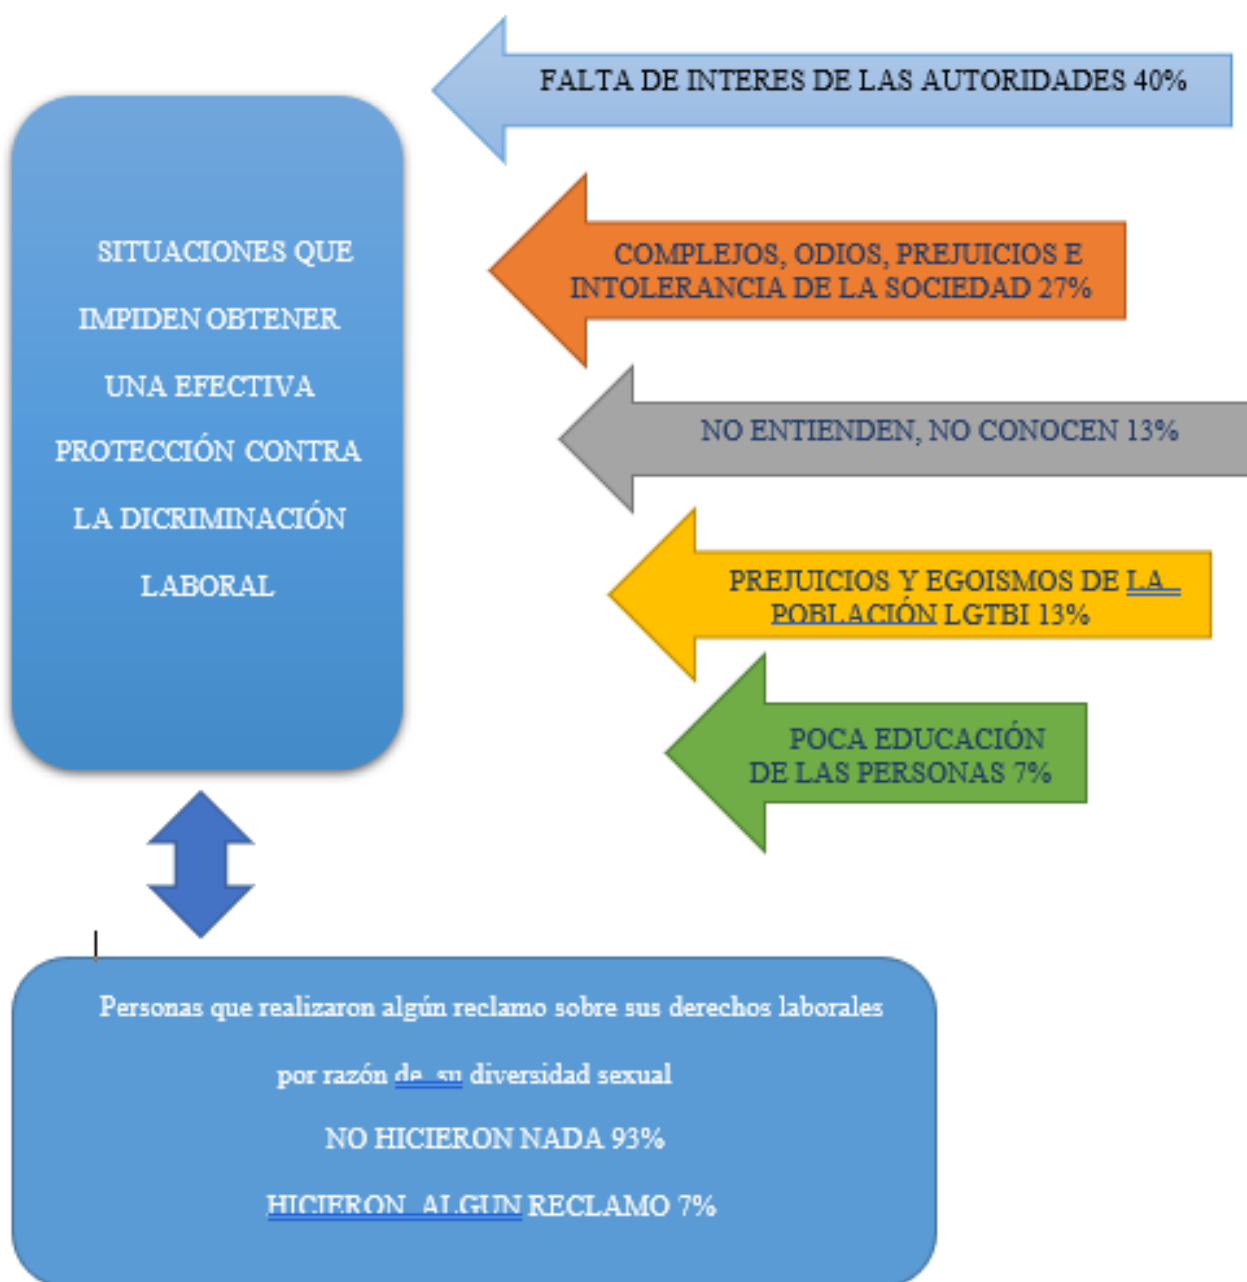 FALTA DE INTERES DE LAS AUTORIDADES 40%
SITUACIONES QUE
IMPIDEN OBTENER
UNA EFECTIVA
PROTECCIÓN CONTRA
LA DICRIMINACIÓN
LABORAL
COMPLEJOS, ODIOS, PREJUICIOS E
INTOLERANCIA DE LA SOCIEDAD 27%
NO ENTIENDEN, NO CONOCEN 13%
PREJUICIOS Y EGOISMOS DE LA
POBLACIÓN LGTBI 13%
POCA EDUCACIÓN
DE LAS PERSONAS 7%
Personas que realizaron algún reclamo sobre sus derechos laborales
por razón de su diversidad sexual
NO HICIERON NADA 93%
HICIERON ALGUN RECLAMO 7%